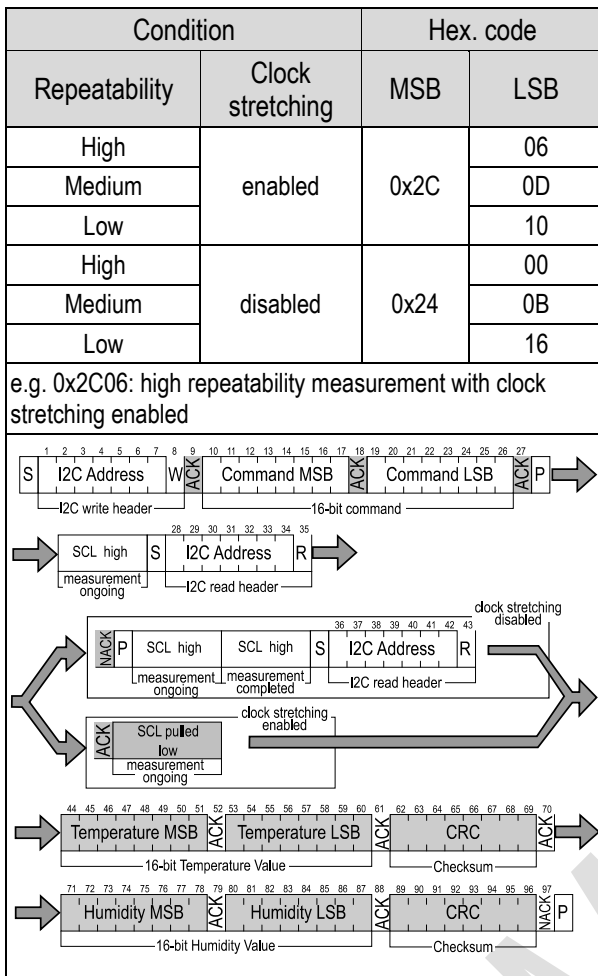 Condition Hex. code
Repeatability Clock stretching MSB LSB
High enabled 0x2C 06
Medium 0D
Low 10
High disabled 0x24 00
Medium 0B
Low 16
e.g. 0x2C06: high repeatability measurement with clock
stretching enabled
1 2 3 4 5 6 7 8 9 10 11 12 13 14 15 16 17 18 19 20 21 22 23 24 25 26 27
S I2C Address W ACK Command MSB ACK Command LSB ACK P
I2C write header 16-bit command
28 29 30 31 32 33 34 35
SCL high S I2C Address R
measurement ongoing I2C read header
clock stretching disabled
36 37 38 39 40 41 42 43
NACK P SCL high SCL high S I2C Address R
measurement ongoing measurement completed I2C read header
clock stretching enabled
ACK SCL pulled low
measurement ongoing
44 45 46 47 48 49 50 51 52 53 54 55 56 57 58 59 60 61 62 63 64 65 66 67 68 69 70
Temperature MSB ACK Temperature LSB ACK CRC ACK
16-bit Temperature Value Checksum
71 72 73 74 75 76 77 78 79 80 81 82 83 84 85 86 87 88 89 90 91 92 93 94 95 96 97
Humidity MSB ACK Humidity LSB ACK CRC NACK P
16-bit Humidity Value Checksum